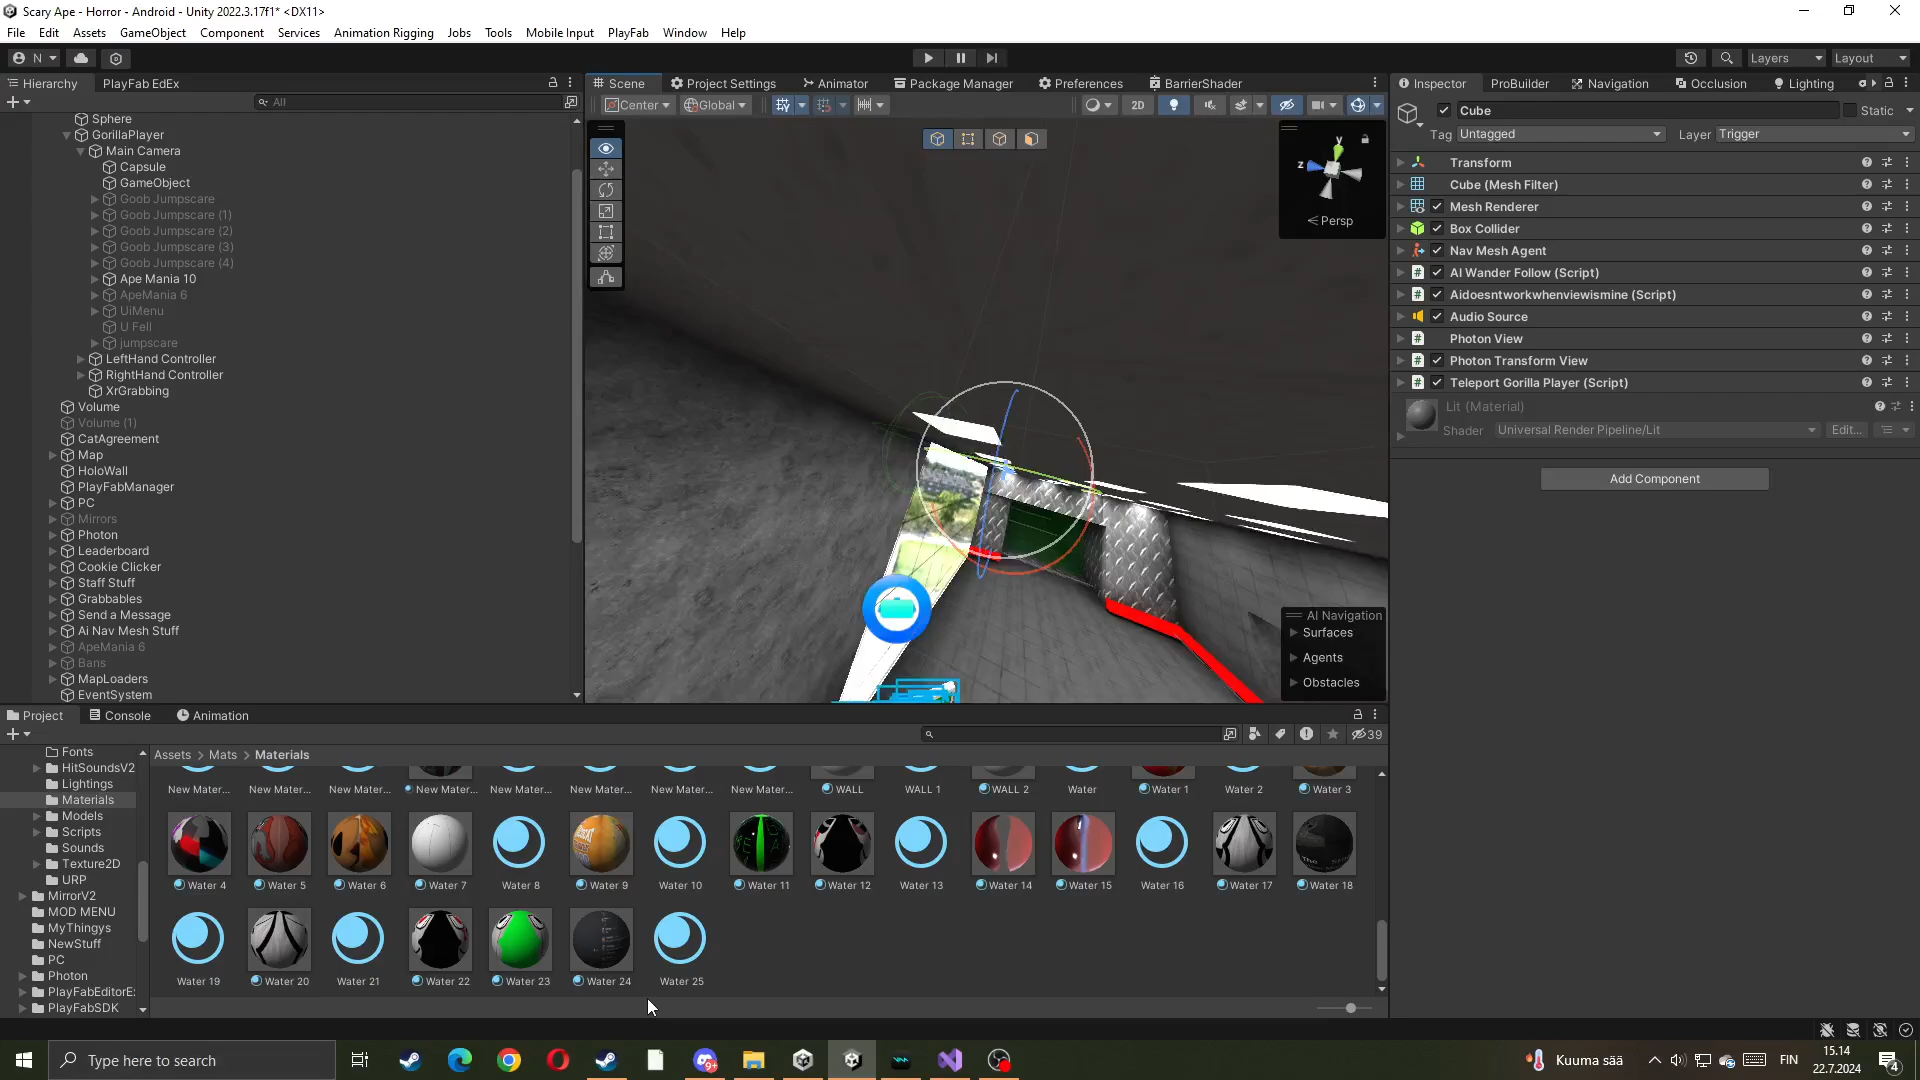 Scary Ape - Horror - Android - Unity 2022.3.17f1* <DX11>
File Edit Assets GameObject Component Services Animation Rigging Jobs Tools Mobile Input PlayFab Window Help
N Layers Layout
Hierarchy PlayFab EdEx
All
Sphere
GorillaPlayer
Main Camera
Capsule
GameObject
Goob Jumpscare
Goob Jumpscare (1)
Goob Jumpscare (2)
Goob Jumpscare (3)
Goob Jumpscare (4)
Ape Mania 10
ApeMania 6
UiMenu
U Fell
jumpscare
LeftHand Controller
RightHand Controller
XrGrabbing
Volume
Volume (1)
CatAgreement
Map
HoloWall
PlayFabManager
PC
Mirrors
Photon
Leaderboard
Cookie Clicker
Staff Stuff
Grabbables
Send a Message
Ai Nav Mesh Stuff
ApeMania 6
Bans
MapLoaders
EventSystem
Scene Project Settings Animator Package Manager Preferences BarrierShader
Center Global 2D
y
z
Persp
AI Navigation
Surfaces
Agents
Obstacles
Inspector ProBuilder Navigation Occlusion Lighting
Cube Static
Tag Untagged Layer Trigger
Transform
Cube (Mesh Filter)
Mesh Renderer
Box Collider
Nav Mesh Agent
AI Wander Follow (Script)
Aidoesntworkwhenviewismine (Script)
Audio Source
Photon View
Photon Transform View
Teleport Gorilla Player (Script)
Lit (Material)
Shader Universal Render Pipeline/Lit Edit...
Add Component
Project Console Animation
39
Fonts
HitSoundsV2
Lightings
Materials
Models
Scripts
Sounds
Texture2D
URP
MirrorV2
MOD MENU
MyThingys
NewStuff
PC
Photon
PlayFabEditorE:
PlayFabSDK
Assets > Mats > Materials
New Mater... New Mater... New Mater... New Mater... New Mater... New Mater... New Mater... New Mater... WALL WALL 1 WALL 2 Water Water 1 Water 2 Water 3
Water 4 Water 5 Water 6 Water 7 Water 8 Water 9 Water 10 Water 11 Water 12 Water 13 Water 14 Water 15 Water 16 Water 17 Water 18
Water 19 Water 20 Water 21 Water 22 Water 23 Water 24 Water 25
Type here to search
9+
Kuuma sää
FIN
15.14
22.7.2024
4